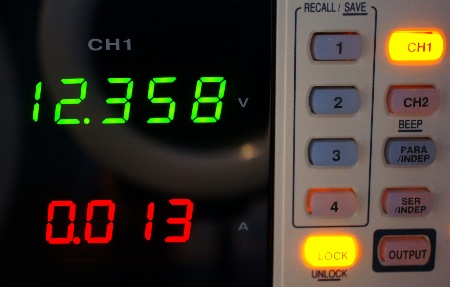 CH1
12.358 V
0.013 A
RECALL / SAVE
1
2
3
4
LOCK
UNLOCK
CH1
CH2
BEEP
PARA
/INDEP
SER
/INDEP
OUTPUT